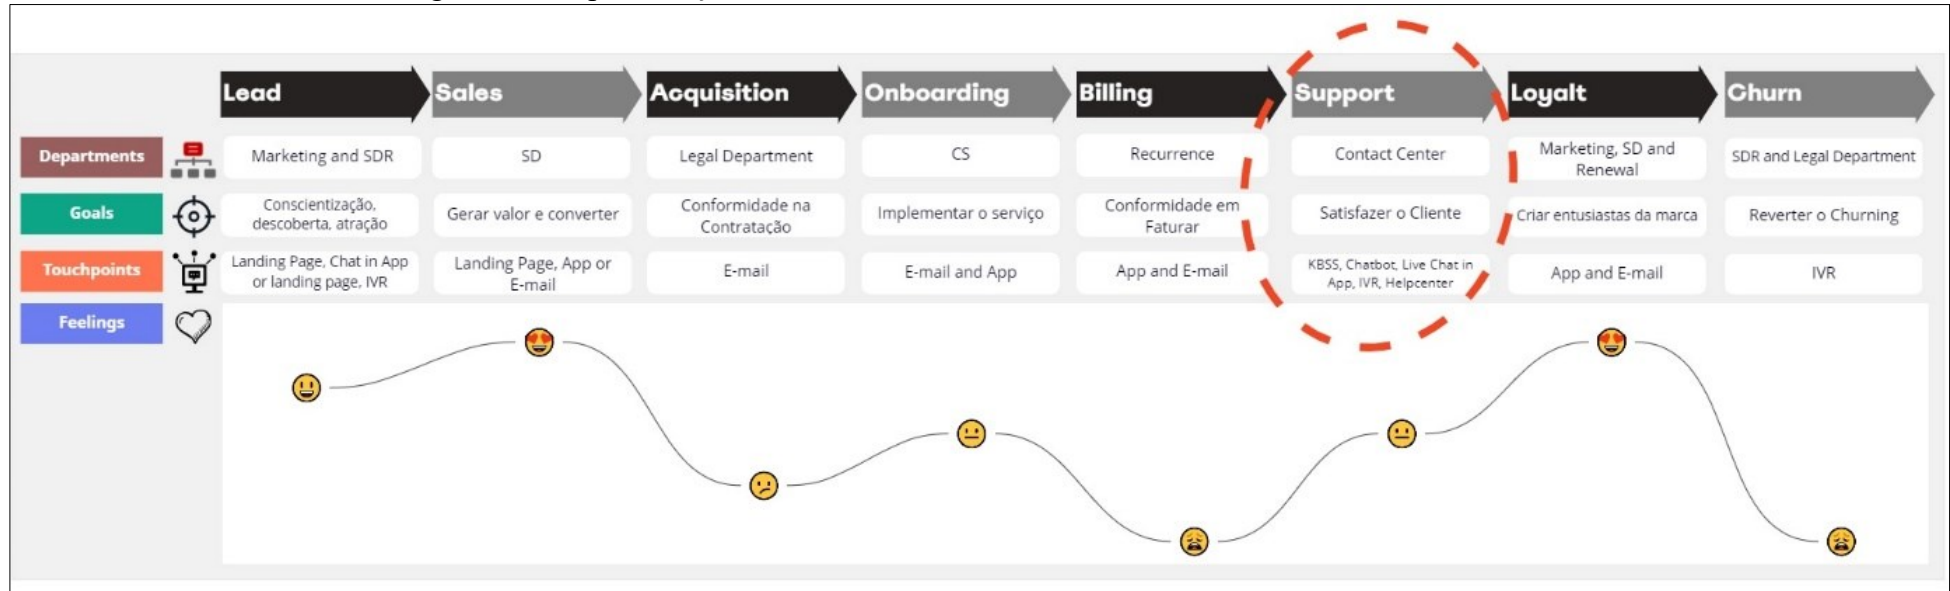 Lead
Sales
Acquisition
Onboarding
Billing
Support
Loyalt
Churn
Departments
Marketing and SDR
SD
Legal Department
CS
Recurrence
Contact Center
Marketing, SD and
Renewal
SDR and Legal Department
Goals
Conscientização,
descoberta, atração
Gerar valor e converter
Conformidade na
Contratação
Implementar o serviço
Conformidade em
Faturar
Satisfazer o Cliente
Criar entusiastas da marca
Reverter o Churning
Touchpoints
Landing Page, Chat in App
or landing page, IVR
Landing Page, App or
E-mail
E-mail
E-mail and App
App and E-mail
KBSS, Chatbot, Live Chat in
App, IVR, Helpcenter
App and E-mail
IVR
Feelings